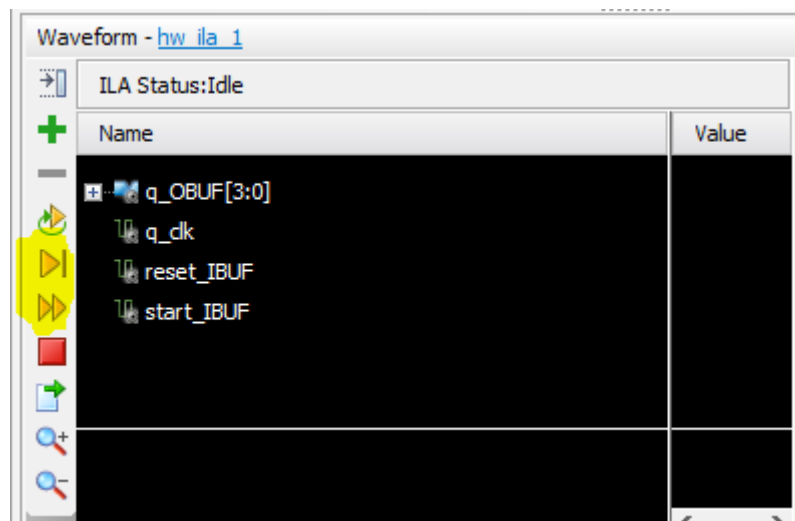 Waveform - hw_ila_1
ILA Status:Idle
Name Value
q_OBUF[3:0]
q_clk
reset_IBUF
start_IBUF